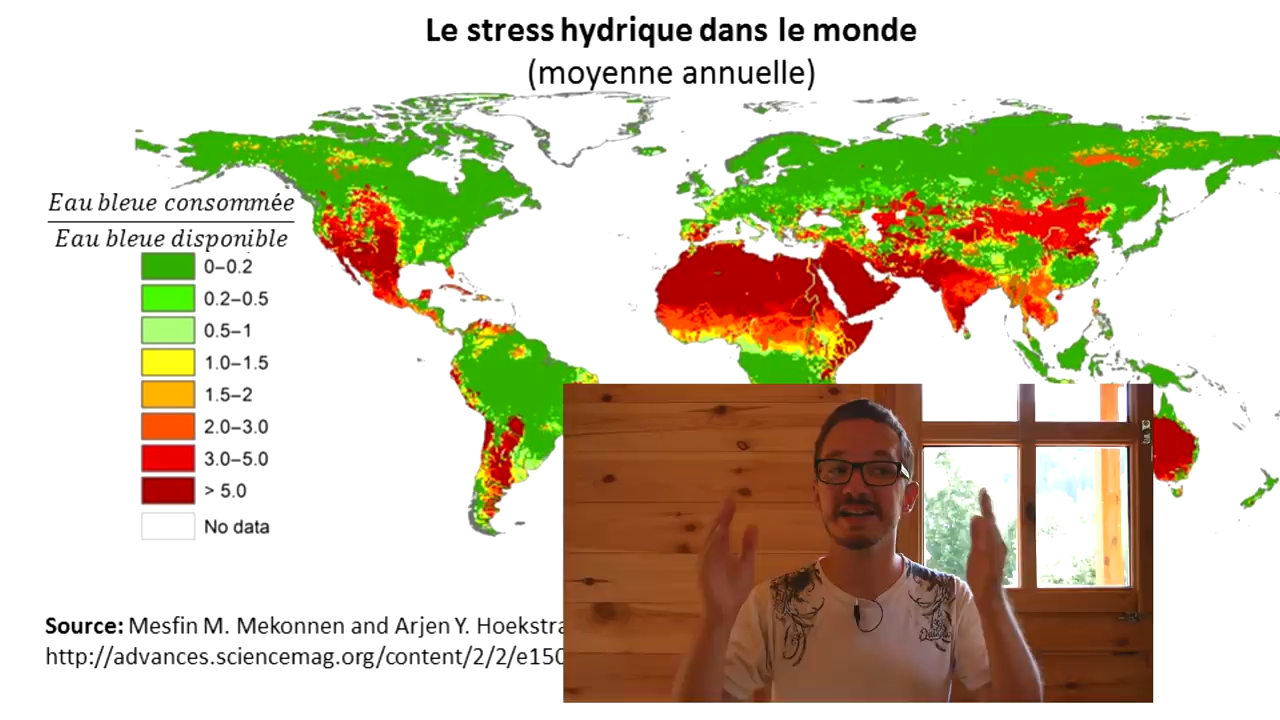 Le stress hydrique dans le monde
(moyenne annuelle)
Eau bleue consommée
Eau bleue disponible
0–0.2
0.2–0.5
0.5–1
1.0–1.5
1.5–2
2.0–3.0
3.0–5.0
> 5.0
No data
Source: Mesfin M. Mekonnen and Arjen Y. Hoekstra
http://advances.sciencemag.org/content/2/2/e150